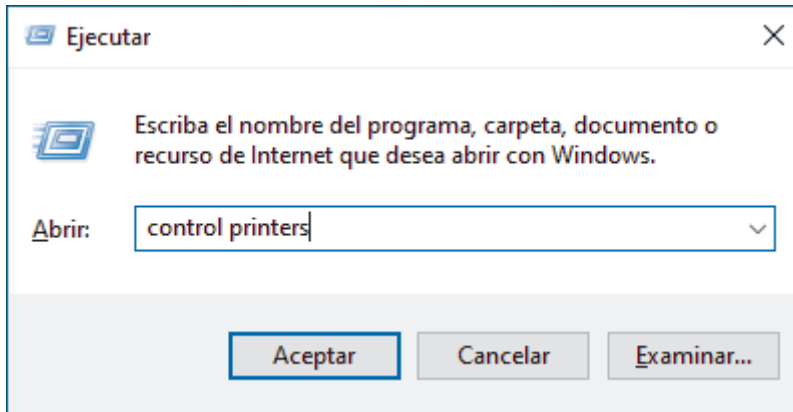 Ejecutar
Escriba el nombre del programa, carpeta, documento o
recurso de Internet que desea abrir con Windows.
Abrir: control printers
Aceptar Cancelar Examinar...